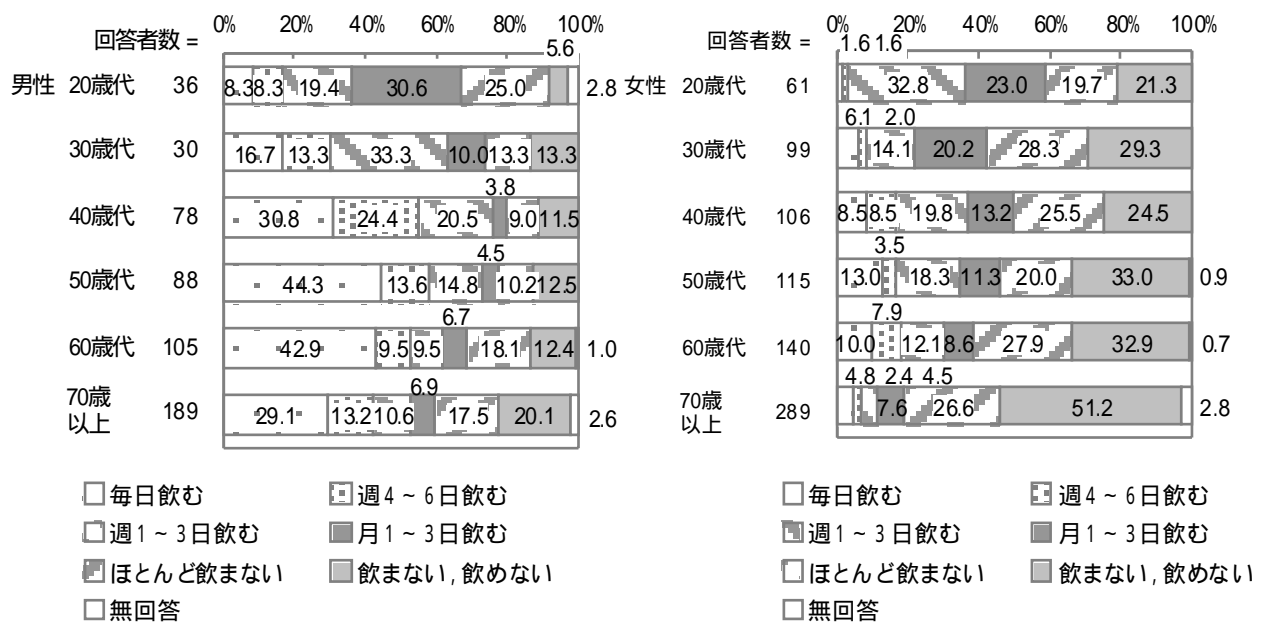 0% 20% 40% 60% 80% 100%
回答者数 =
5.6
男性 20歳代 36 8.3 8.3 19.4 30.6 25.0 2.8
30歳代 30 16.7 13.3 33.3 10.0 13.3 13.3
3.8
40歳代 78 30.8 24.4 20.5 9.0 11.5
4.5
50歳代 88 44.3 13.6 14.8 10.2 12.5
6.7
60歳代 105 42.9 9.5 9.5 18.1 12.4 1.0
6.9
70歳
以上 189 29.1 13.2 10.6 17.5 20.1 2.6
毎日飲む 週4~6日飲む
週1~3日飲む 月1~3日飲む
ほとんど飲まない 飲まない,飲めない
無回答
0% 20% 40% 60% 80% 100%
回答者数 =
1.6 1.6
女性 20歳代 61 32.8 23.0 19.7 21.3
6.1 2.0
30歳代 99 14.1 20.2 28.3 29.3
40歳代 106 8.5 8.5 19.8 13.2 25.5 24.5
3.5
50歳代 115 13.0 18.3 11.3 20.0 33.0 0.9
7.9
60歳代 140 10.0 12.1 8.6 27.9 32.9 0.7
4.8 2.4 4.5
70歳
以上 289 7.6 26.6 51.2 2.8
毎日飲む 週4~6日飲む
週1~3日飲む 月1~3日飲む
ほとんど飲まない 飲まない,飲めない
無回答